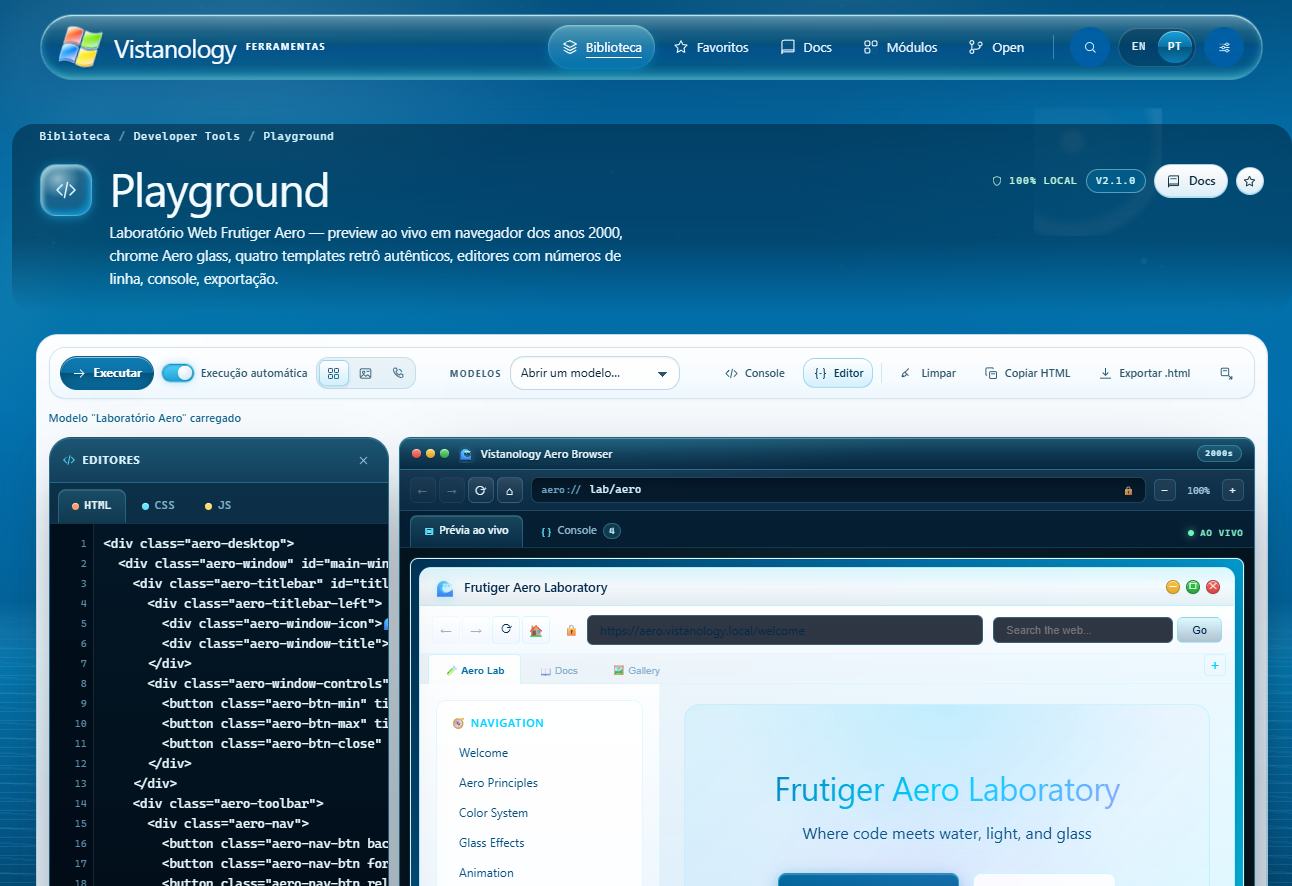 Vistanology FERRAMENTAS
Biblioteca Favoritos Docs Módulos Open EN PT
Biblioteca / Developer Tools / Playground
Playground
100% LOCAL V2.1.0 Docs
Laboratório Web Frutiger Aero — preview ao vivo em navegador dos anos 2000,
chrome Aero glass, quatro templates retrô autênticos, editores com números de
linha, console, exportação.
Executar Execução automática MODELOS Abrir um modelo... Console Editor Limpar Copiar HTML Exportar .html
Modelo "Laboratório Aero" carregado
</> EDITORES ×
HTML CSS JS
1 <div class="aero-desktop">
2 <div class="aero-window" id="main-win
3 <div class="aero-titlebar" id="titl
4 <div class="aero-titlebar-left">
5 <div class="aero-window-icon">
6 <div class="aero-window-title">
7 </div>
8 <div class="aero-window-controls"
9 <button class="aero-btn-min" ti
10 <button class="aero-btn-max" ti
11 <button class="aero-btn-close"
12 </div>
13 </div>
14 <div class="aero-toolbar">
15 <div class="aero-nav">
16 <button class="aero-nav-btn bac
17 <button class="aero-nav-btn for
18 <button class="aero-nav-btn rel
Vistanology Aero Browser 2000s
aero:// lab/aero − 100% +
Prévia ao vivo { } Console 4 AO VIVO
Frutiger Aero Laboratory
https://aero.vistanology.local/welcome Search the web... Go
Aero Lab Docs Gallery +
NAVIGATION
Welcome
Aero Principles
Color System
Glass Effects
Animation
Frutiger Aero Laboratory
Where code meets water, light, and glass